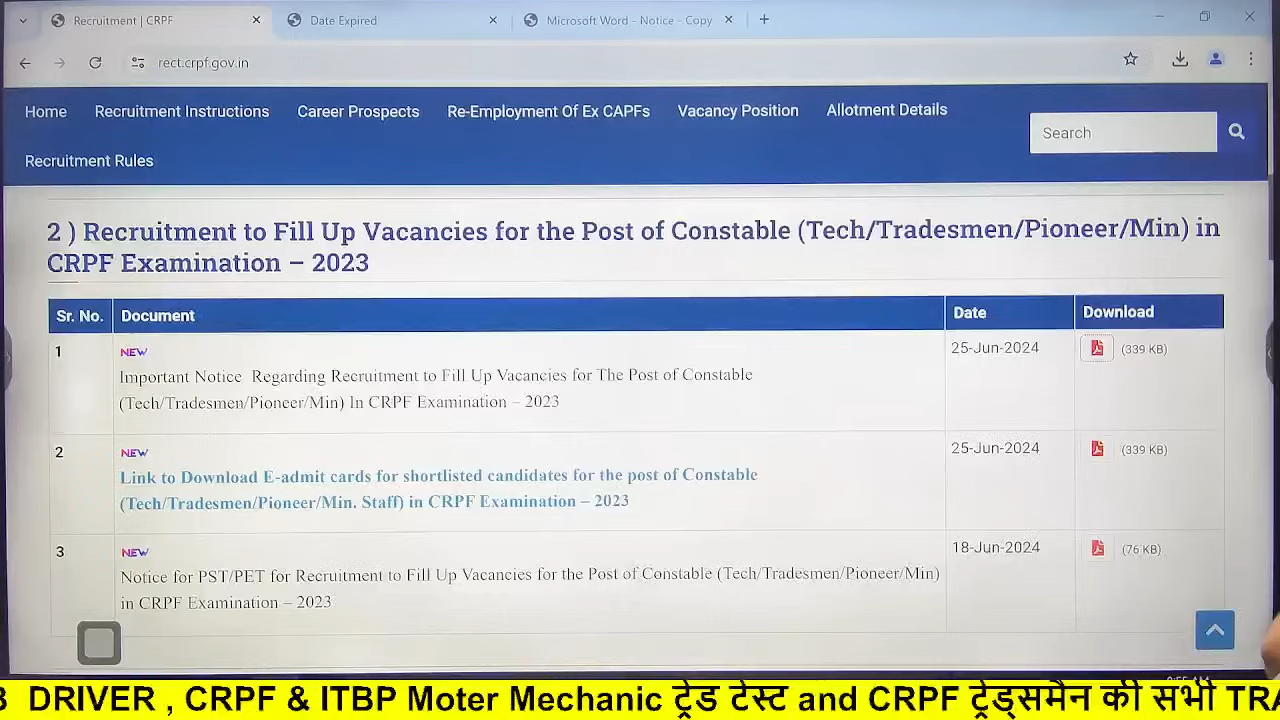 Recruitment | CRPF
Date Expired
Microsoft Word - Notice - Copy
rect.crpf.gov.in
Home Recruitment Instructions Career Prospects Re-Employment Of Ex CAPFs Vacancy Position Allotment Details
Search
Recruitment Rules
2 ) Recruitment to Fill Up Vacancies for the Post of Constable (Tech/Tradesmen/Pioneer/Min) in
CRPF Examination – 2023
Sr. No. Document Date Download
1 NEW 25-Jun-2024 (339 KB)
Important Notice Regarding Recruitment to Fill Up Vacancies for The Post of Constable
(Tech/Tradesmen/Pioneer/Min) In CRPF Examination – 2023
2 NEW 25-Jun-2024 (339 KB)
Link to Download E-admit cards for shortlisted candidates for the post of Constable
(Tech/Tradesmen/Pioneer/Min. Staff) in CRPF Examination – 2023
3 NEW 18-Jun-2024 (76 KB)
Notice for PST/PET for Recruitment to Fill Up Vacancies for the Post of Constable (Tech/Tradesmen/Pioneer/Min)
in CRPF Examination – 2023
DRIVER , CRPF & ITBP Moter Mechanic ट्रेड टेस्ट and CRPF ट्रेड्समैन की सभी TRA